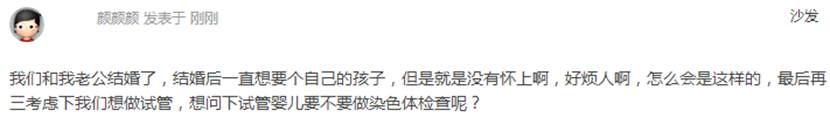 颜颜颜 发表于 刚刚 沙发
我们和我老公结婚了，结婚后一直想要个自己的孩子，但是就是没有怀上啊，好烦人啊，怎么会是这样的，最后再
三考虑下我们想做试管，想问下试管婴儿要不要做染色体检查呢？